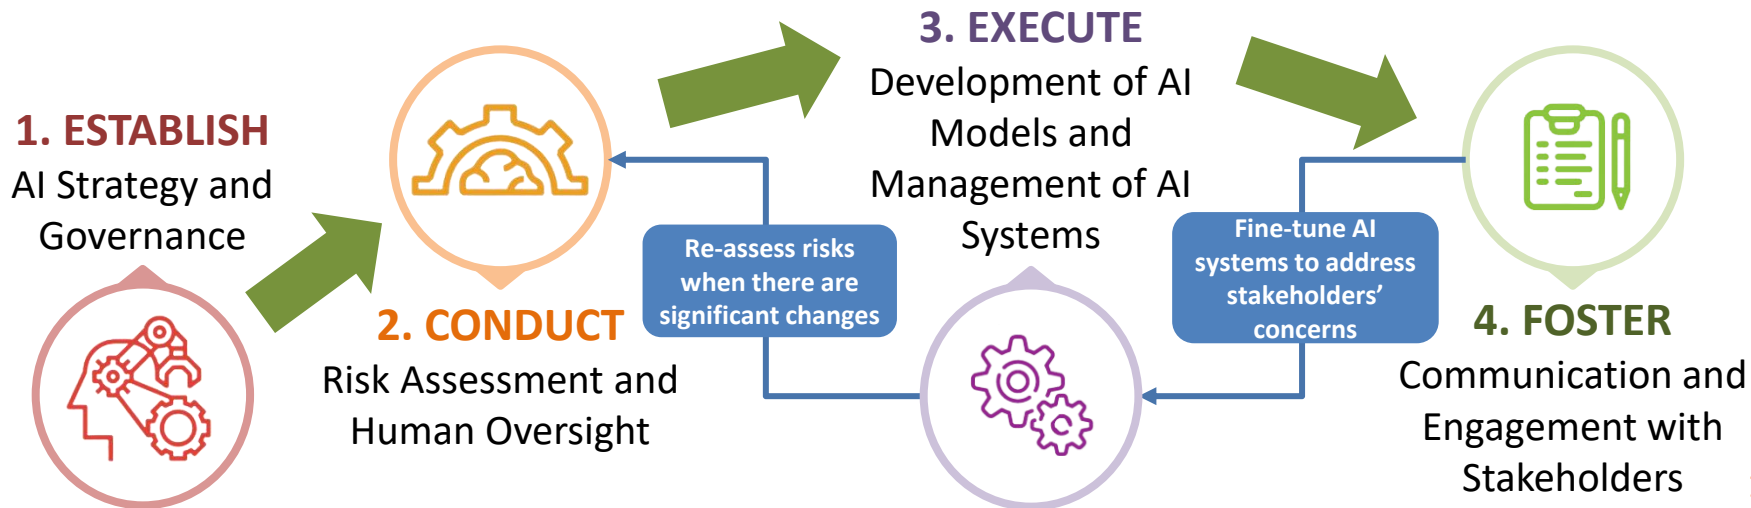 1. ESTABLISH
AI Strategy and
Governance
2. CONDUCT
Risk Assessment and
Human Oversight
Re-assess risks
when there are
significant changes
3. EXECUTE
Development of AI
Models and
Management of AI
Systems
Fine-tune AI
systems to address
stakeholders’
concerns
4. FOSTER
Communication and
Engagement with
Stakeholders